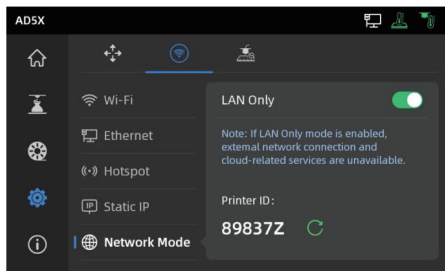 AD5X
Wi-Fi
Ethernet
Hotspot
IP Static IP
Network Mode
LAN Only
Note: If LAN Only mode is enabled,
external network connection and
cloud-related services are unavailable.
Printer ID:
89837Z